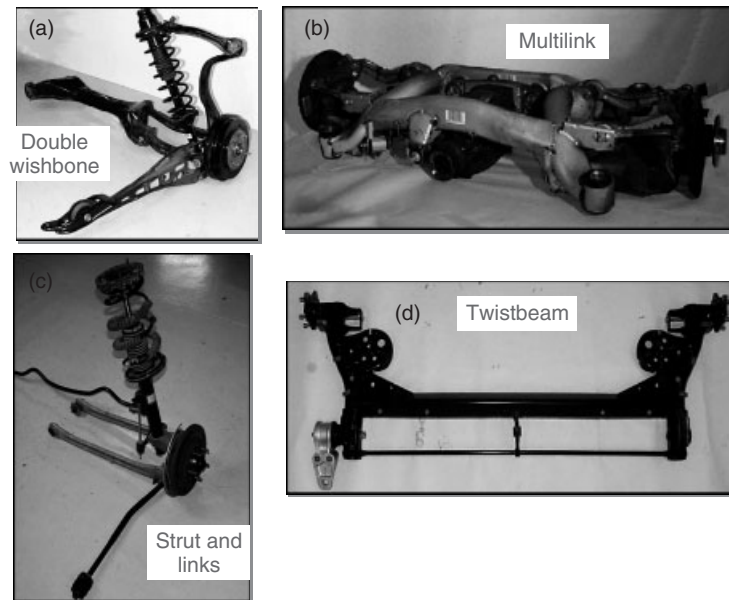 (a)
Double
wishbone
(b)
Multilink
(c)
Strut and
links
(d)
Twistbeam